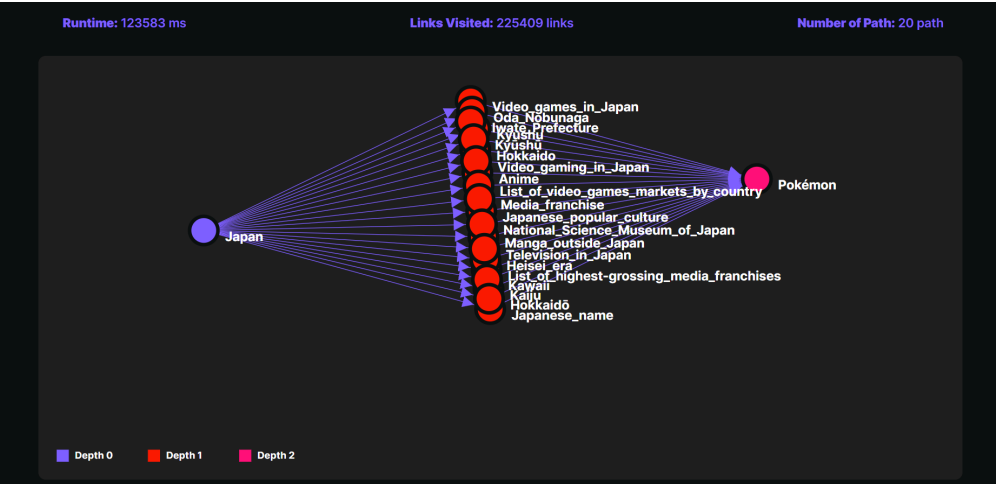 Runtime: 123583 ms
Links Visited: 225409 links
Number of Path: 20 path
Video_games_in_Japan
Oda_Nobunaga
Iwate_Prefecture
Kyushu
Kyūshū
Hokkaido
Video_gaming_in_Japan
Anime
Pokémon
List_of_video_games_markets_by_country
Media_franchise
Japanese_popular_culture
National_Science_Museum_of_Japan
Japan
Manga_outside_Japan
Television_in_Japan
Heisei_era
List_of_highest-grossing_media_franchises
Kawaii
Kaiju
Hokkaidō
Japanese_name
Depth 0
Depth 1
Depth 2